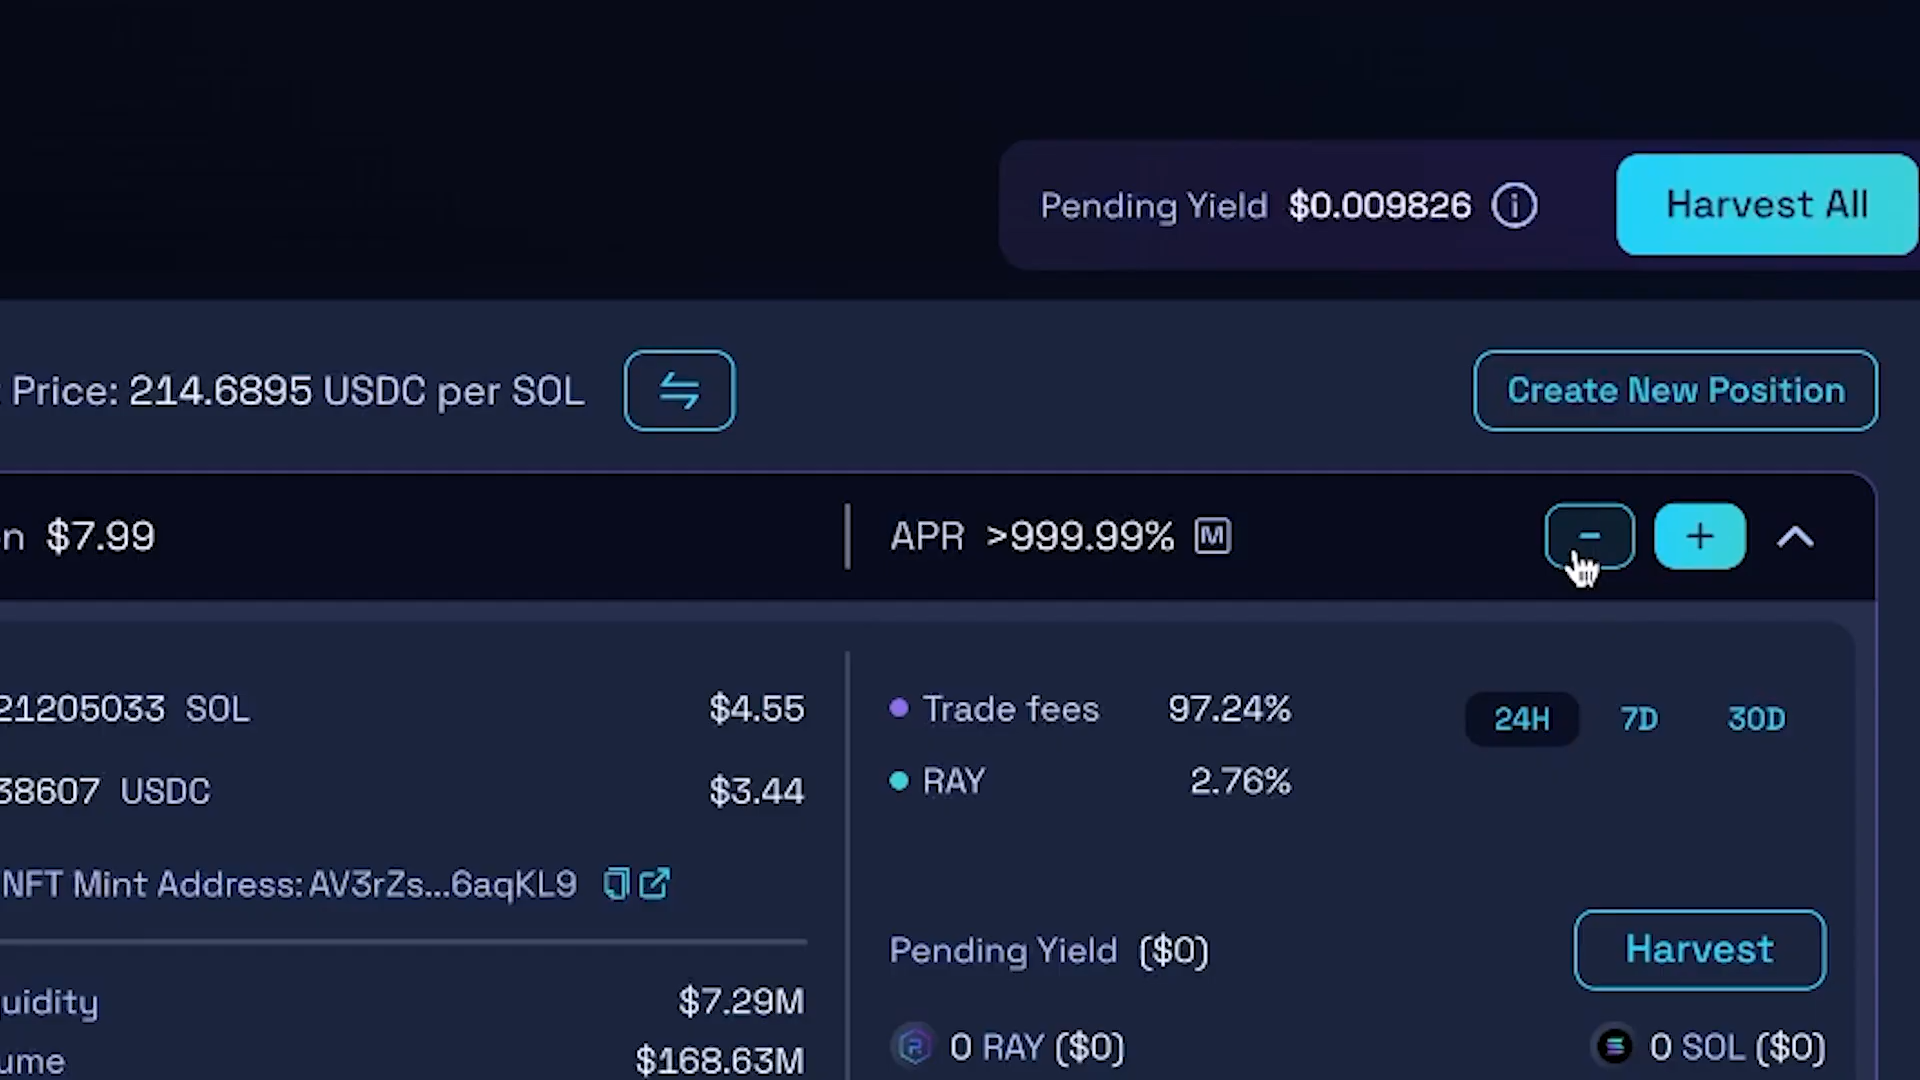 Pending Yield $0.009826
Harvest All
Price: 214.6895 USDC per SOL
Create New Position
$7.99
APR >999.99% M
- +
21205033 SOL $4.55
38607 USDC $3.44
NFT Mint Address: AV3rZs...6aqKL9
uidity $7.29M
ume $168.63M
Trade fees 97.24%
RAY 2.76%
24H 7D 30D
Pending Yield ($0)
Harvest
0 RAY ($0)
0 SOL ($0)